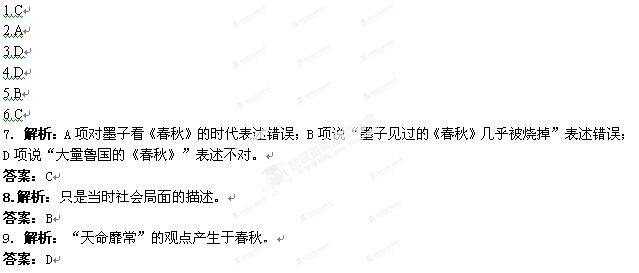 1.C
2.A
3.D
4.D
5.B
6.C
7. 解析：A 项对墨子看《春秋》的时代表述错误；B 项说“墨子见过的《春秋》几乎被烧掉”表述错误；
D 项说“大量鲁国的《春秋》”表述不对。
答案：C
8.解析：只是当时社会局面的描述。
答案：B
9. 解析：“天命靡常”的观点产生于春秋。
答案：D